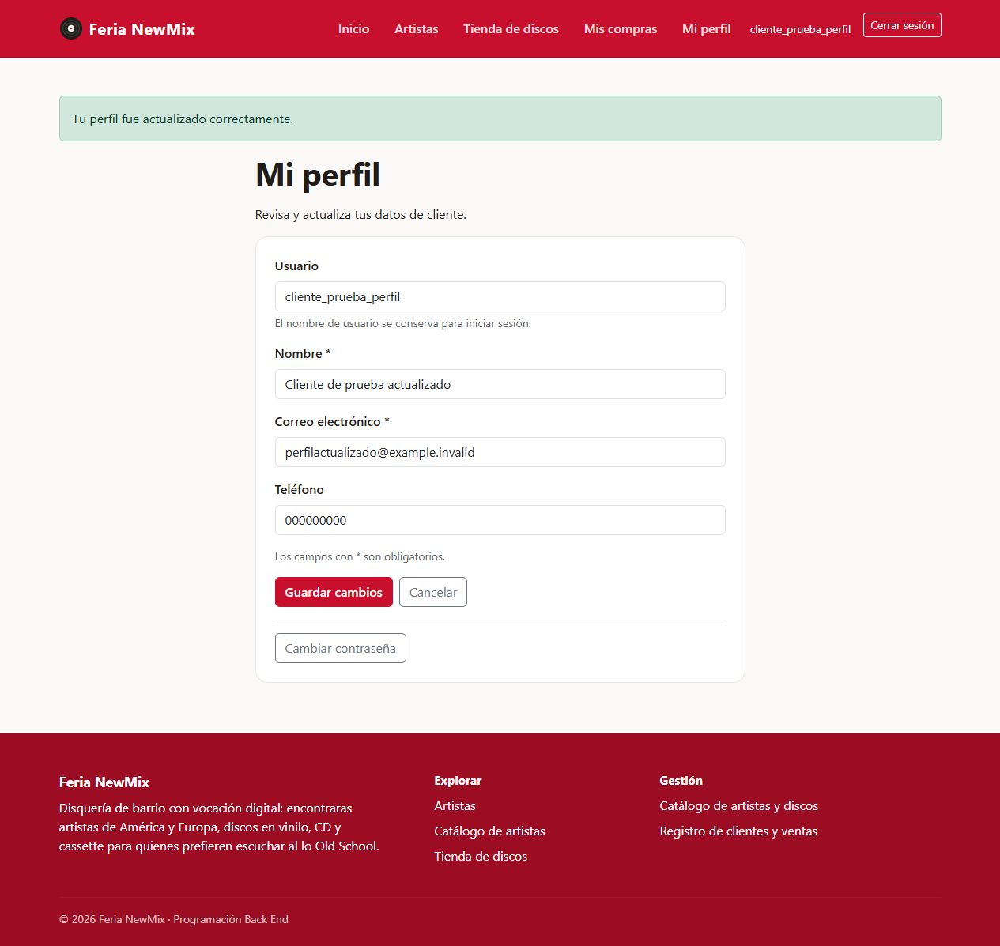 Feria NewMix
Inicio
Artistas
Tienda de discos
Mis compras
Mi perfil
cliente_prueba_perfil
Cerrar sesión
Tu perfil fue actualizado correctamente.
Mi perfil
Revisa y actualiza tus datos de cliente.
Usuario
cliente_prueba_perfil
El nombre de usuario se conserva para iniciar sesión.
Nombre *
Cliente de prueba actualizado
Correo electrónico *
perfilactualizado@example.invalid
Teléfono
000000000
Los campos con * son obligatorios.
Guardar cambios
Cancelar
Cambiar contraseña
Feria NewMix
Disquería de barrio con vocación digital: encontraras
artistas de América y Europa, discos en vinilo, CD y
cassette para quienes prefieren escuchar al lo Old School.
Explorar
Artistas
Catálogo de artistas
Tienda de discos
Gestión
Catálogo de artistas y discos
Registro de clientes y ventas
© 2026 Feria NewMix · Programación Back End